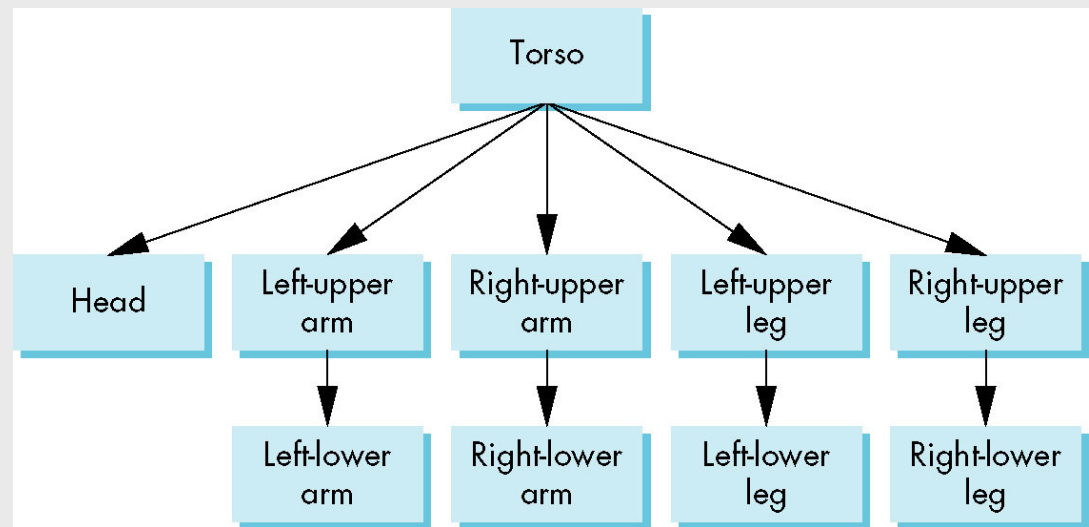 Torso
Head
Left-upper
arm
Right-upper
arm
Left-upper
leg
Right-upper
leg
Left-lower
arm
Right-lower
arm
Left-lower
leg
Right-lower
leg